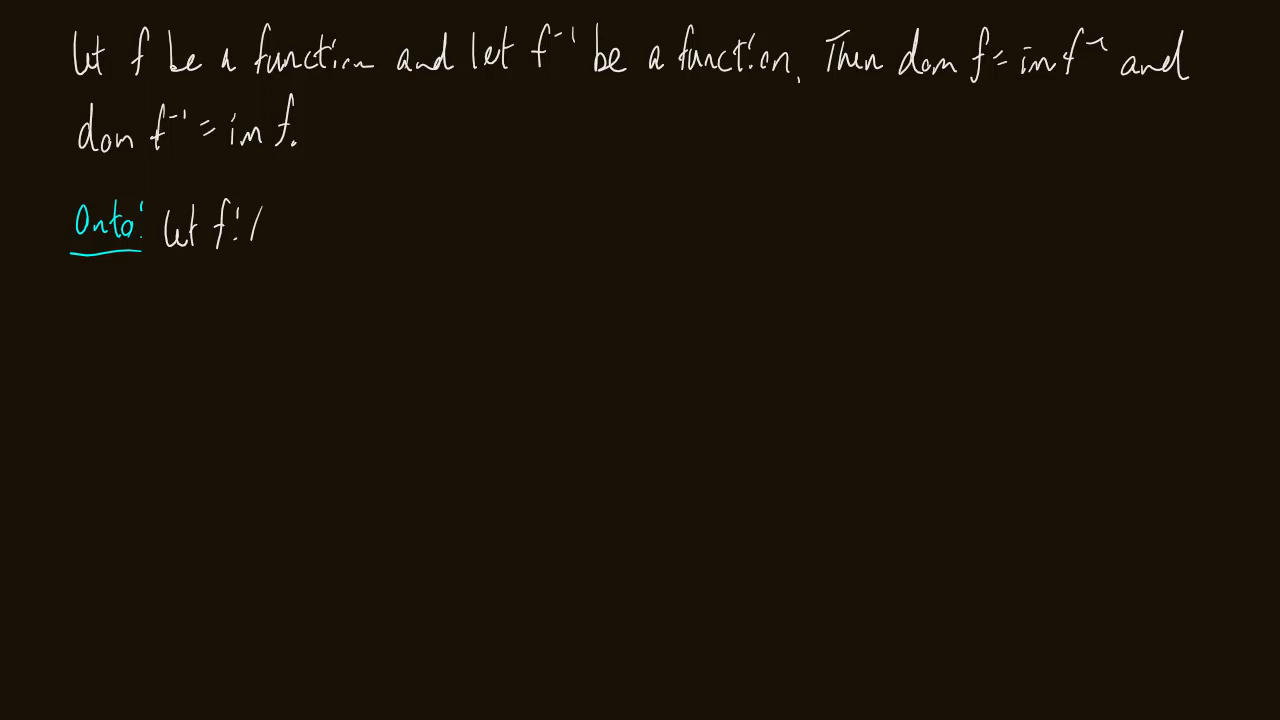 Let f be a function and let f⁻¹ be a function. Then dom f = im f⁻¹ and
dom f⁻¹ = im f.
Onto: Let f: /